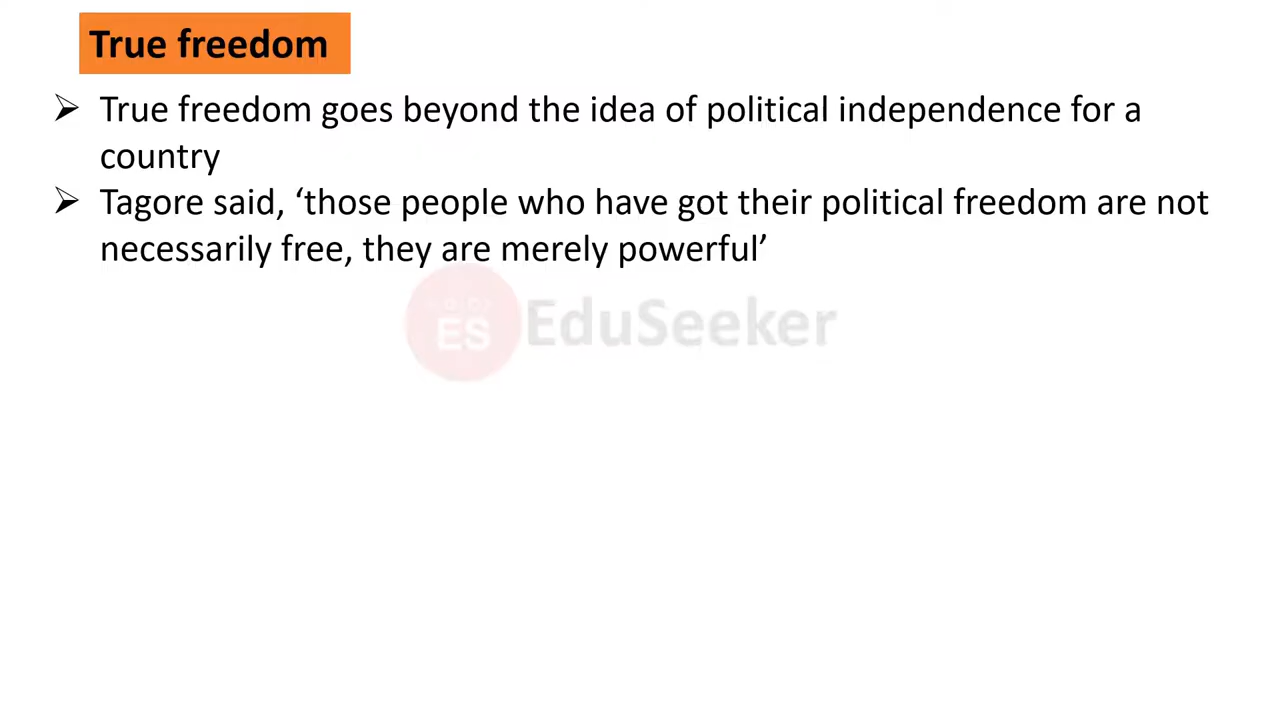 True freedom
➢ True freedom goes beyond the idea of political independence for a
country
➢ Tagore said, ‘those people who have got their political freedom are not
necessarily free, they are merely powerful’
ES EduSeeker